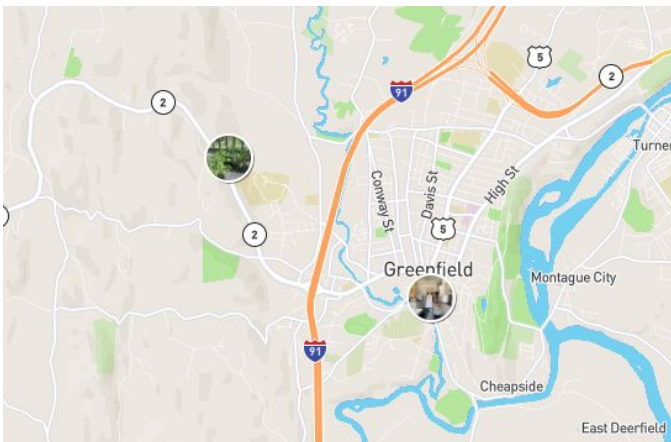 5
91
2
2
Turner
Conway St
Davis St
High St
5
2
Greenfield
Montague City
91
Cheapside
East Deerfield